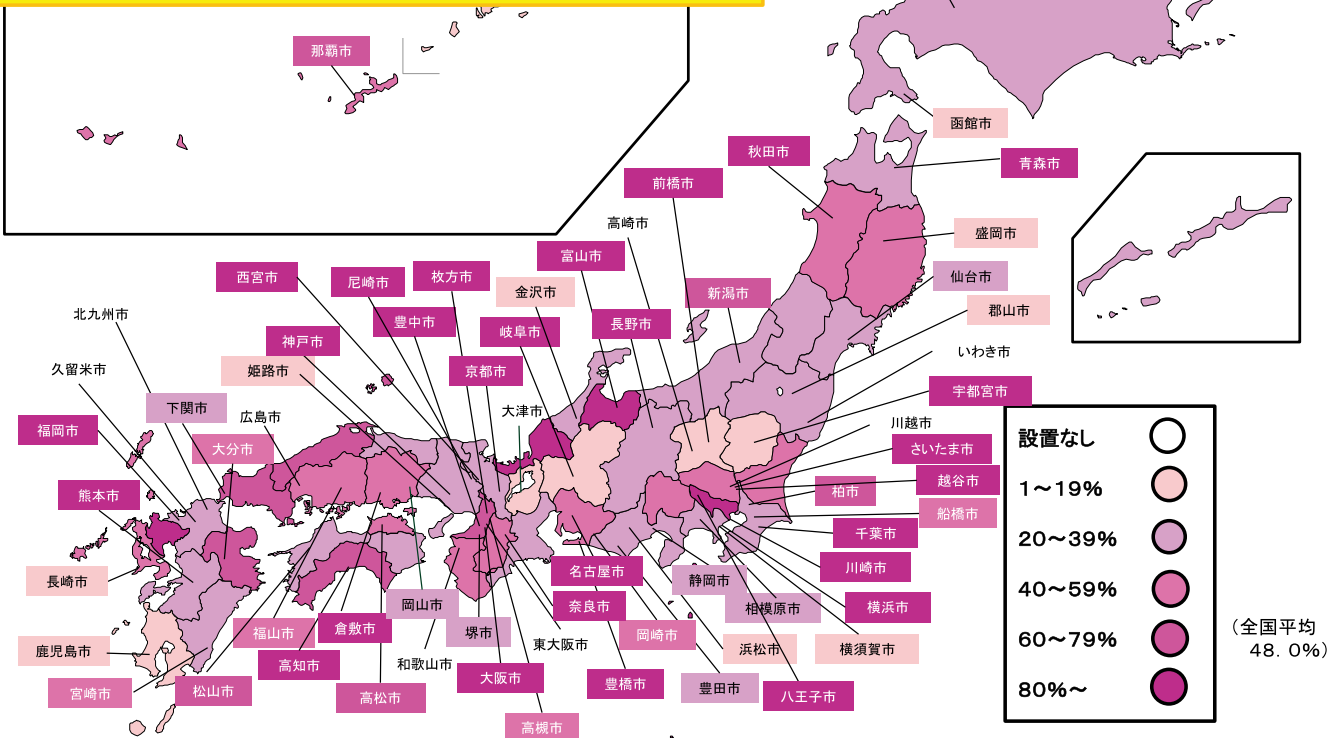 那覇市
函館市
秋田市
青森市
前橋市
高崎市
盛岡市
富山市
西宮市
尼崎市
枚方市
仙台市
金沢市
新潟市
北九州市
豊中市
岐阜市
長野市
郡山市
神戸市
いわき市
久留米市
姫路市
京都市
宇都宮市
下関市
広島市
大津市
川越市
福岡市
設置なし
大分市
さいたま市
熊本市
1～19%
柏市
越谷市
船橋市
20～39%
千葉市
長崎市
名古屋市
静岡市
川崎市
40～59%
岡山市
奈良市
相模原市
横浜市
福山市
倉敷市
堺市
東大阪市
岡崎市
60～79%
（全国平均
48．0%）
鹿児島市
高知市
和歌山市
浜松市
横須賀市
大阪市
宮崎市
松山市
高松市
豊橋市
豊田市
八王子市
80%～
高槻市